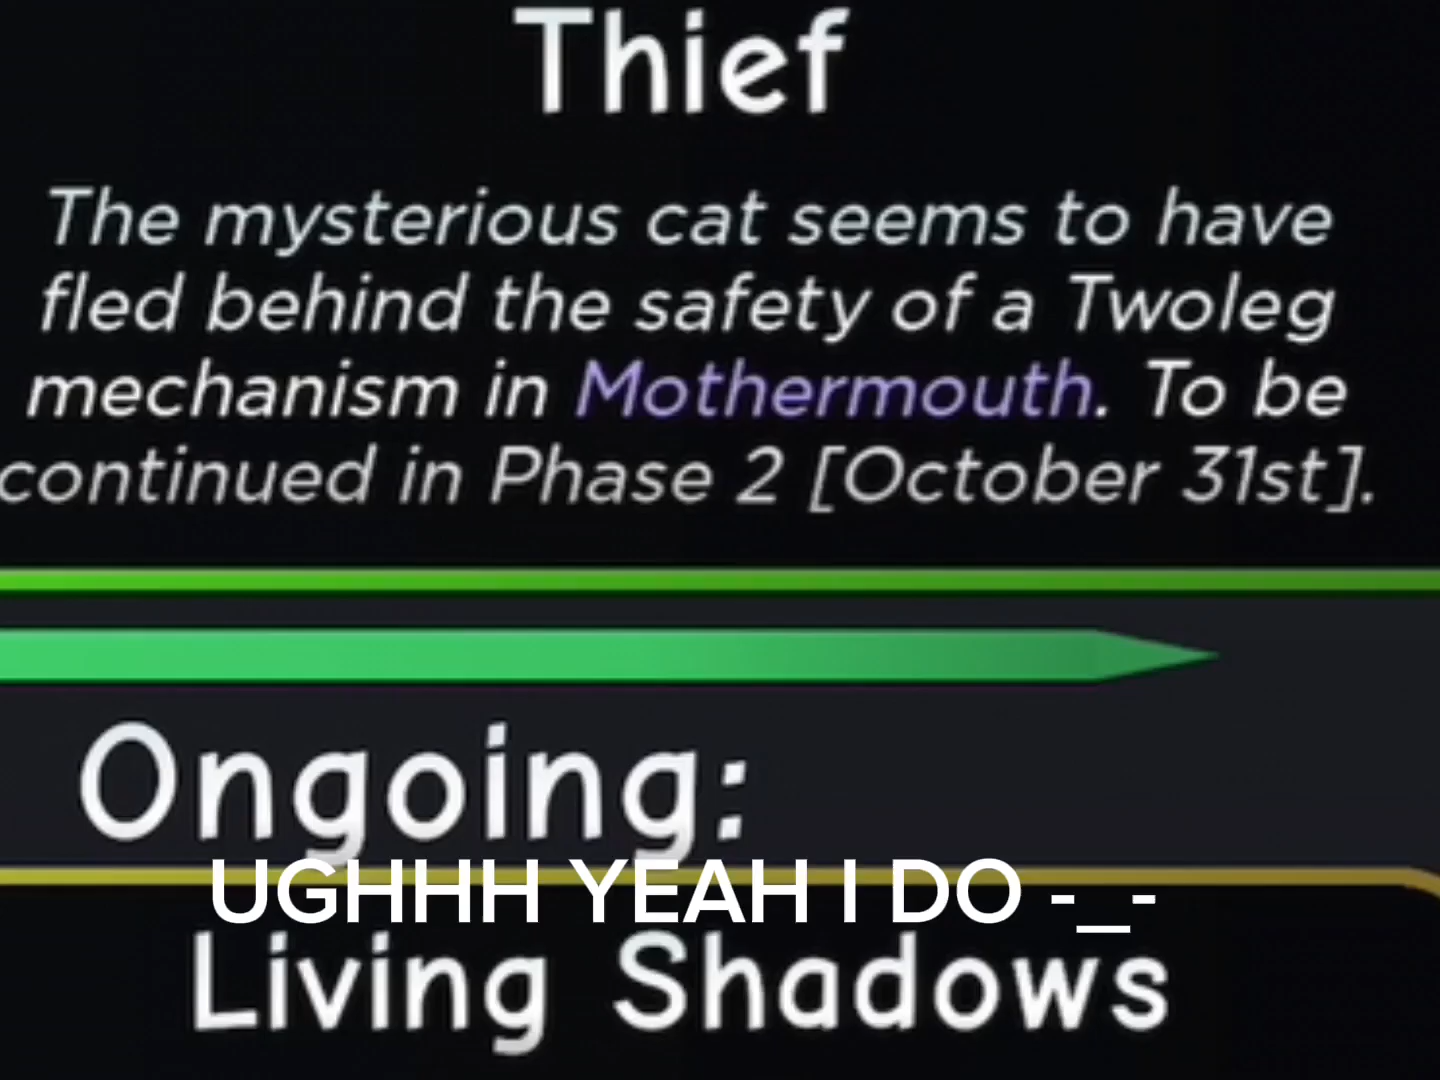 Thief
The mysterious cat seems to have
fled behind the safety of a Twoleg
mechanism in Mothermouth. To be
continued in Phase 2 [October 31st].
Ongoing:
UGHHH YEAH I DO -_-
Living Shadows